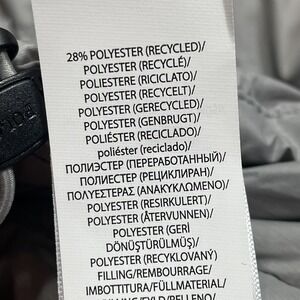 28% POLYESTER (RECYCLED)/
POLYESTER (RECYCLÉ)/
POLIESTERE (RICICLATO)/
POLYESTER (RECYCELT)/
POLYESTER (GERECYCLED)/
POLYESTER (GENBRUGT)/
POLIÉSTER (RECICLADO)/
poliéster (reciclado)/
ПОЛИЭСТЕР (ПЕРЕРАБОТАННЫЙ)/
ПОЛИЕСТЕР (РЕЦИКЛИРАН)/
ΠΟΛΥΕΣΤΕΡΑΣ (ΑΝΑΚΥΚΛΩΜΕΝΟ)/
POLYESTER (RESIRKULERT)/
POLYESTER (ÅTERVUNNEN)/
POLYESTER (GERİ
DÖNÜŞTÜRÜLMÜŞ)/
POLYESTER (RECYKLOVANÝ)
FILLING/REMBOURRAGE/
IMBOTTITURA/FÜLLMATERIAL/